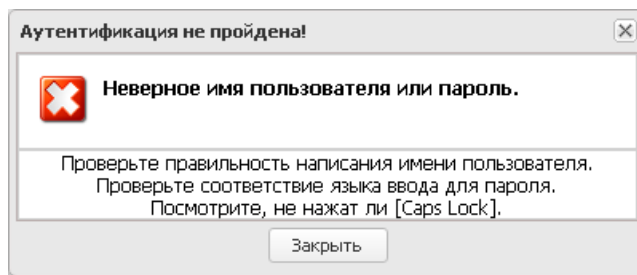 Аутентификация не пройдена!
Неверное имя пользователя или пароль.
Проверьте правильность написания имени пользователя.
Проверьте соответствие языка ввода для пароля.
Посмотрите, не нажат ли [Caps Lock].
Закрыть